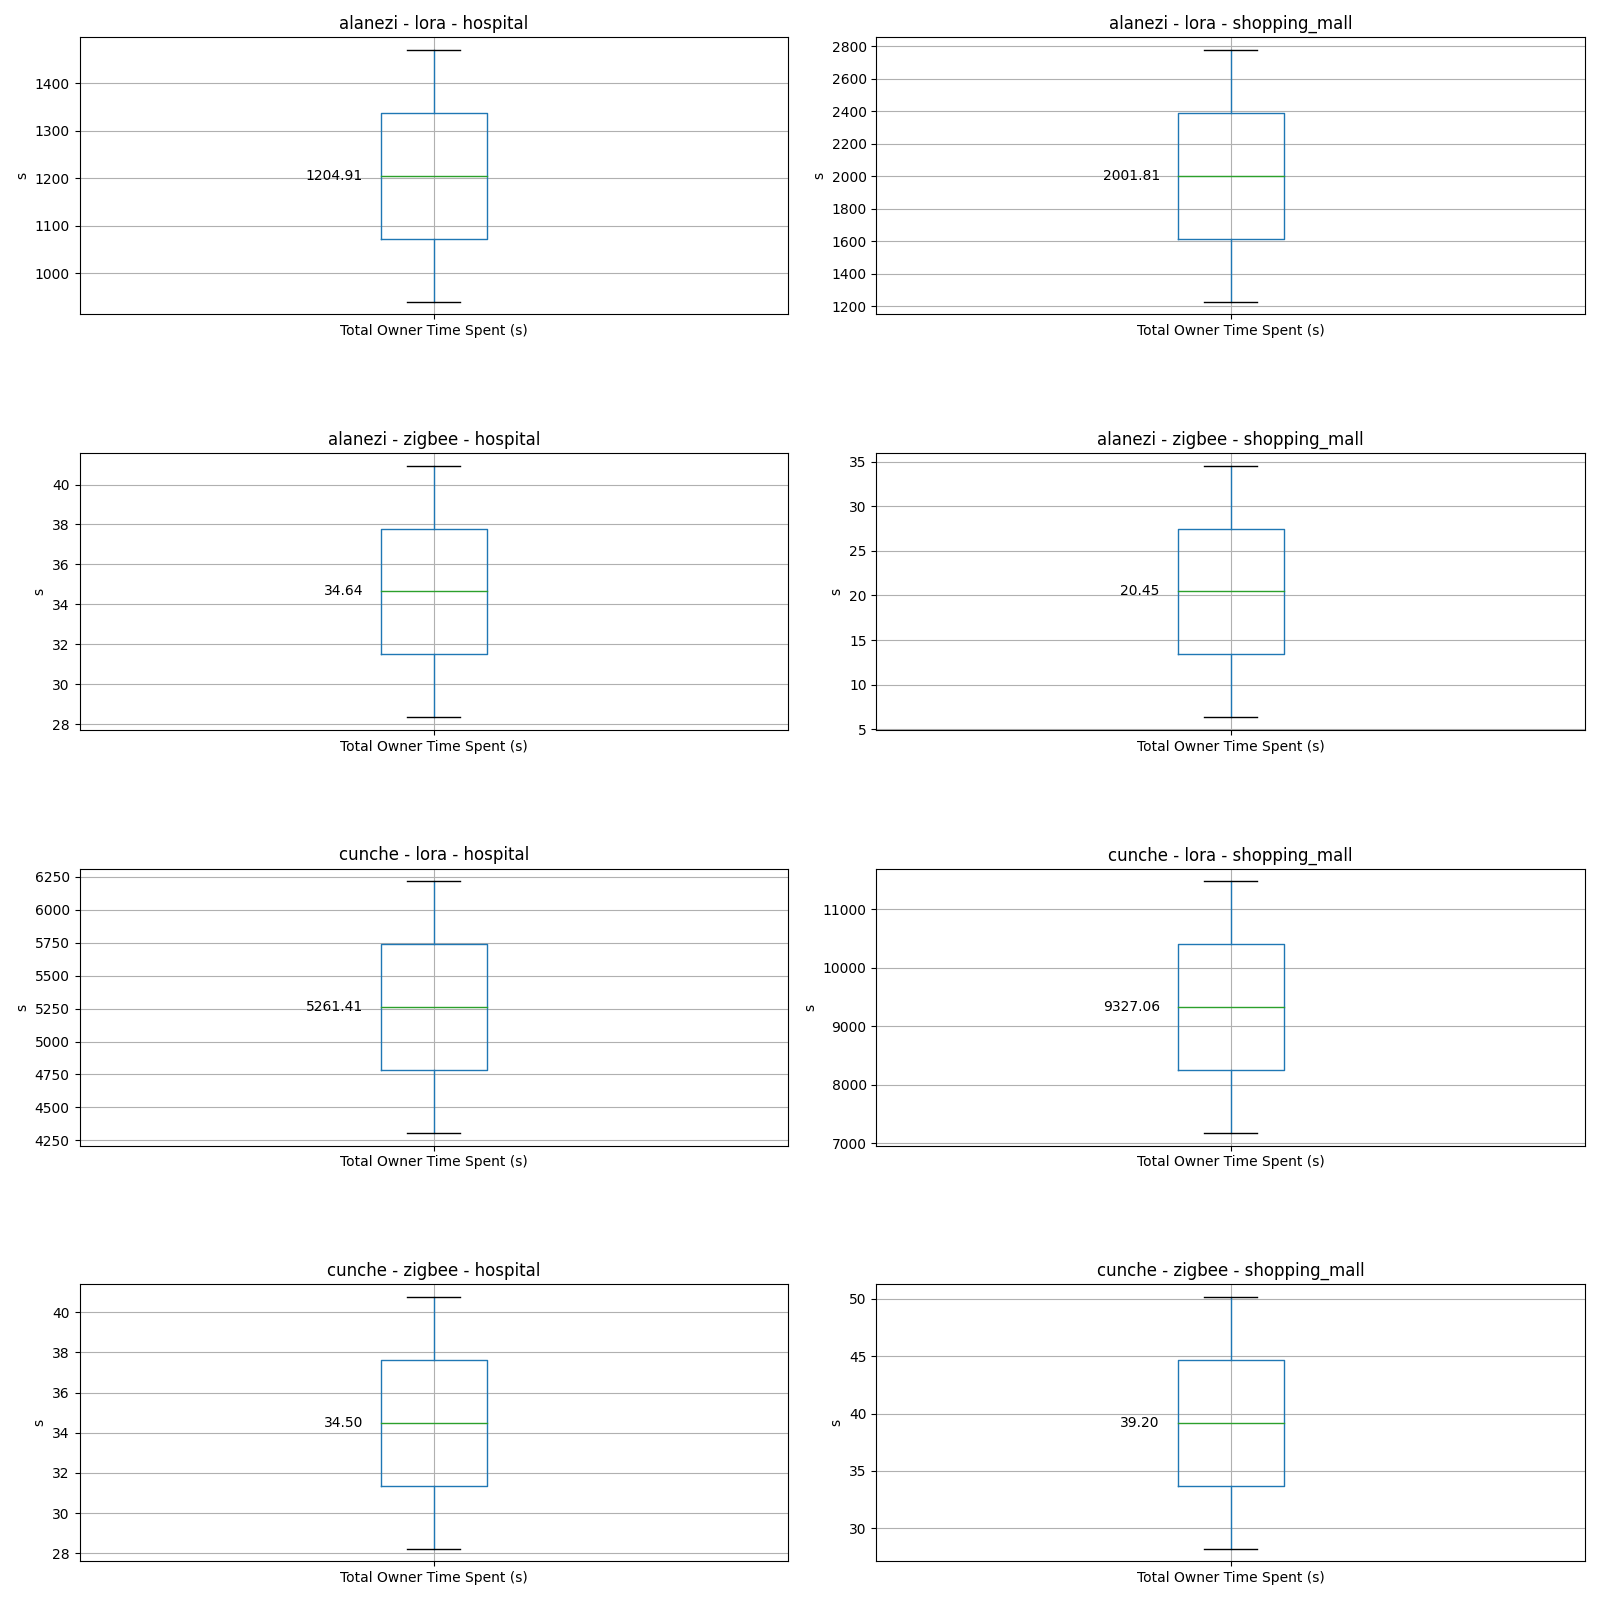 alanezi - lora - hospital
1400
1300
1200
1100
1000
s
1204.91
Total Owner Time Spent (s)
alanezi - lora - shopping_mall
2800
2600
2400
2200
2000
1800
1600
1400
1200
s
2001.81
Total Owner Time Spent (s)
alanezi - zigbee - hospital
40
38
36
34
32
30
28
s
34.64
Total Owner Time Spent (s)
alanezi - zigbee - shopping_mall
35
30
25
20
15
10
5
s
20.45
Total Owner Time Spent (s)
cunche - lora - hospital
6250
6000
5750
5500
5250
5000
4750
4500
4250
s
5261.41
Total Owner Time Spent (s)
cunche - lora - shopping_mall
11000
10000
9000
8000
7000
s
9327.06
Total Owner Time Spent (s)
cunche - zigbee - hospital
40
38
36
34
32
30
28
s
34.50
Total Owner Time Spent (s)
cunche - zigbee - shopping_mall
50
45
40
35
30
s
39.20
Total Owner Time Spent (s)